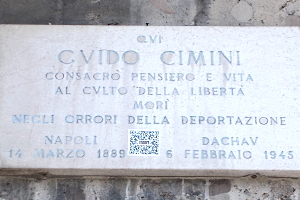 QVI
GVIDO CIMINI
CONSACRÒ PENSIERO E VITA
AL CVLTO DELLA LIBERTÁ
MORÌ
NEGLI ORRORI DELLA DEPORTAZIONE
NAPOLI DACHAV
14 MARZO 1889 6 FEBBRAIO 1945